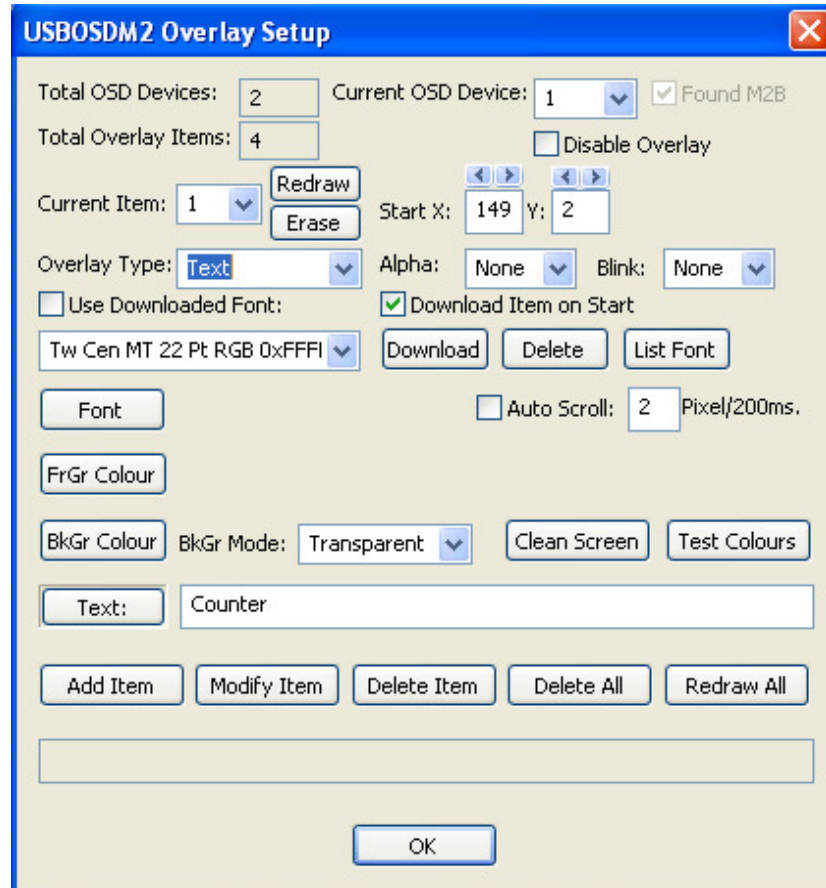 USBOSDM2 Overlay Setup
Total OSD Devices: 2 Current OSD Device: 1 Found M2B
Total Overlay Items: 4 Disable Overlay
Current Item: 1 Redraw Erase Start X: 149 Y: 2
Overlay Type: Text Alpha: None Blink: None
Use Downloaded Font: Download Item on Start
Tw Cen MT 22 Pt RGB 0xFFF Download Delete List Font
Font Auto Scroll: 2 Pixel/200ms.
FrGr Colour
BkGr Colour BkGr Mode: Transparent Clean Screen Test Colours
Text: Counter
Add Item Modify Item Delete Item Delete All Redraw All
OK